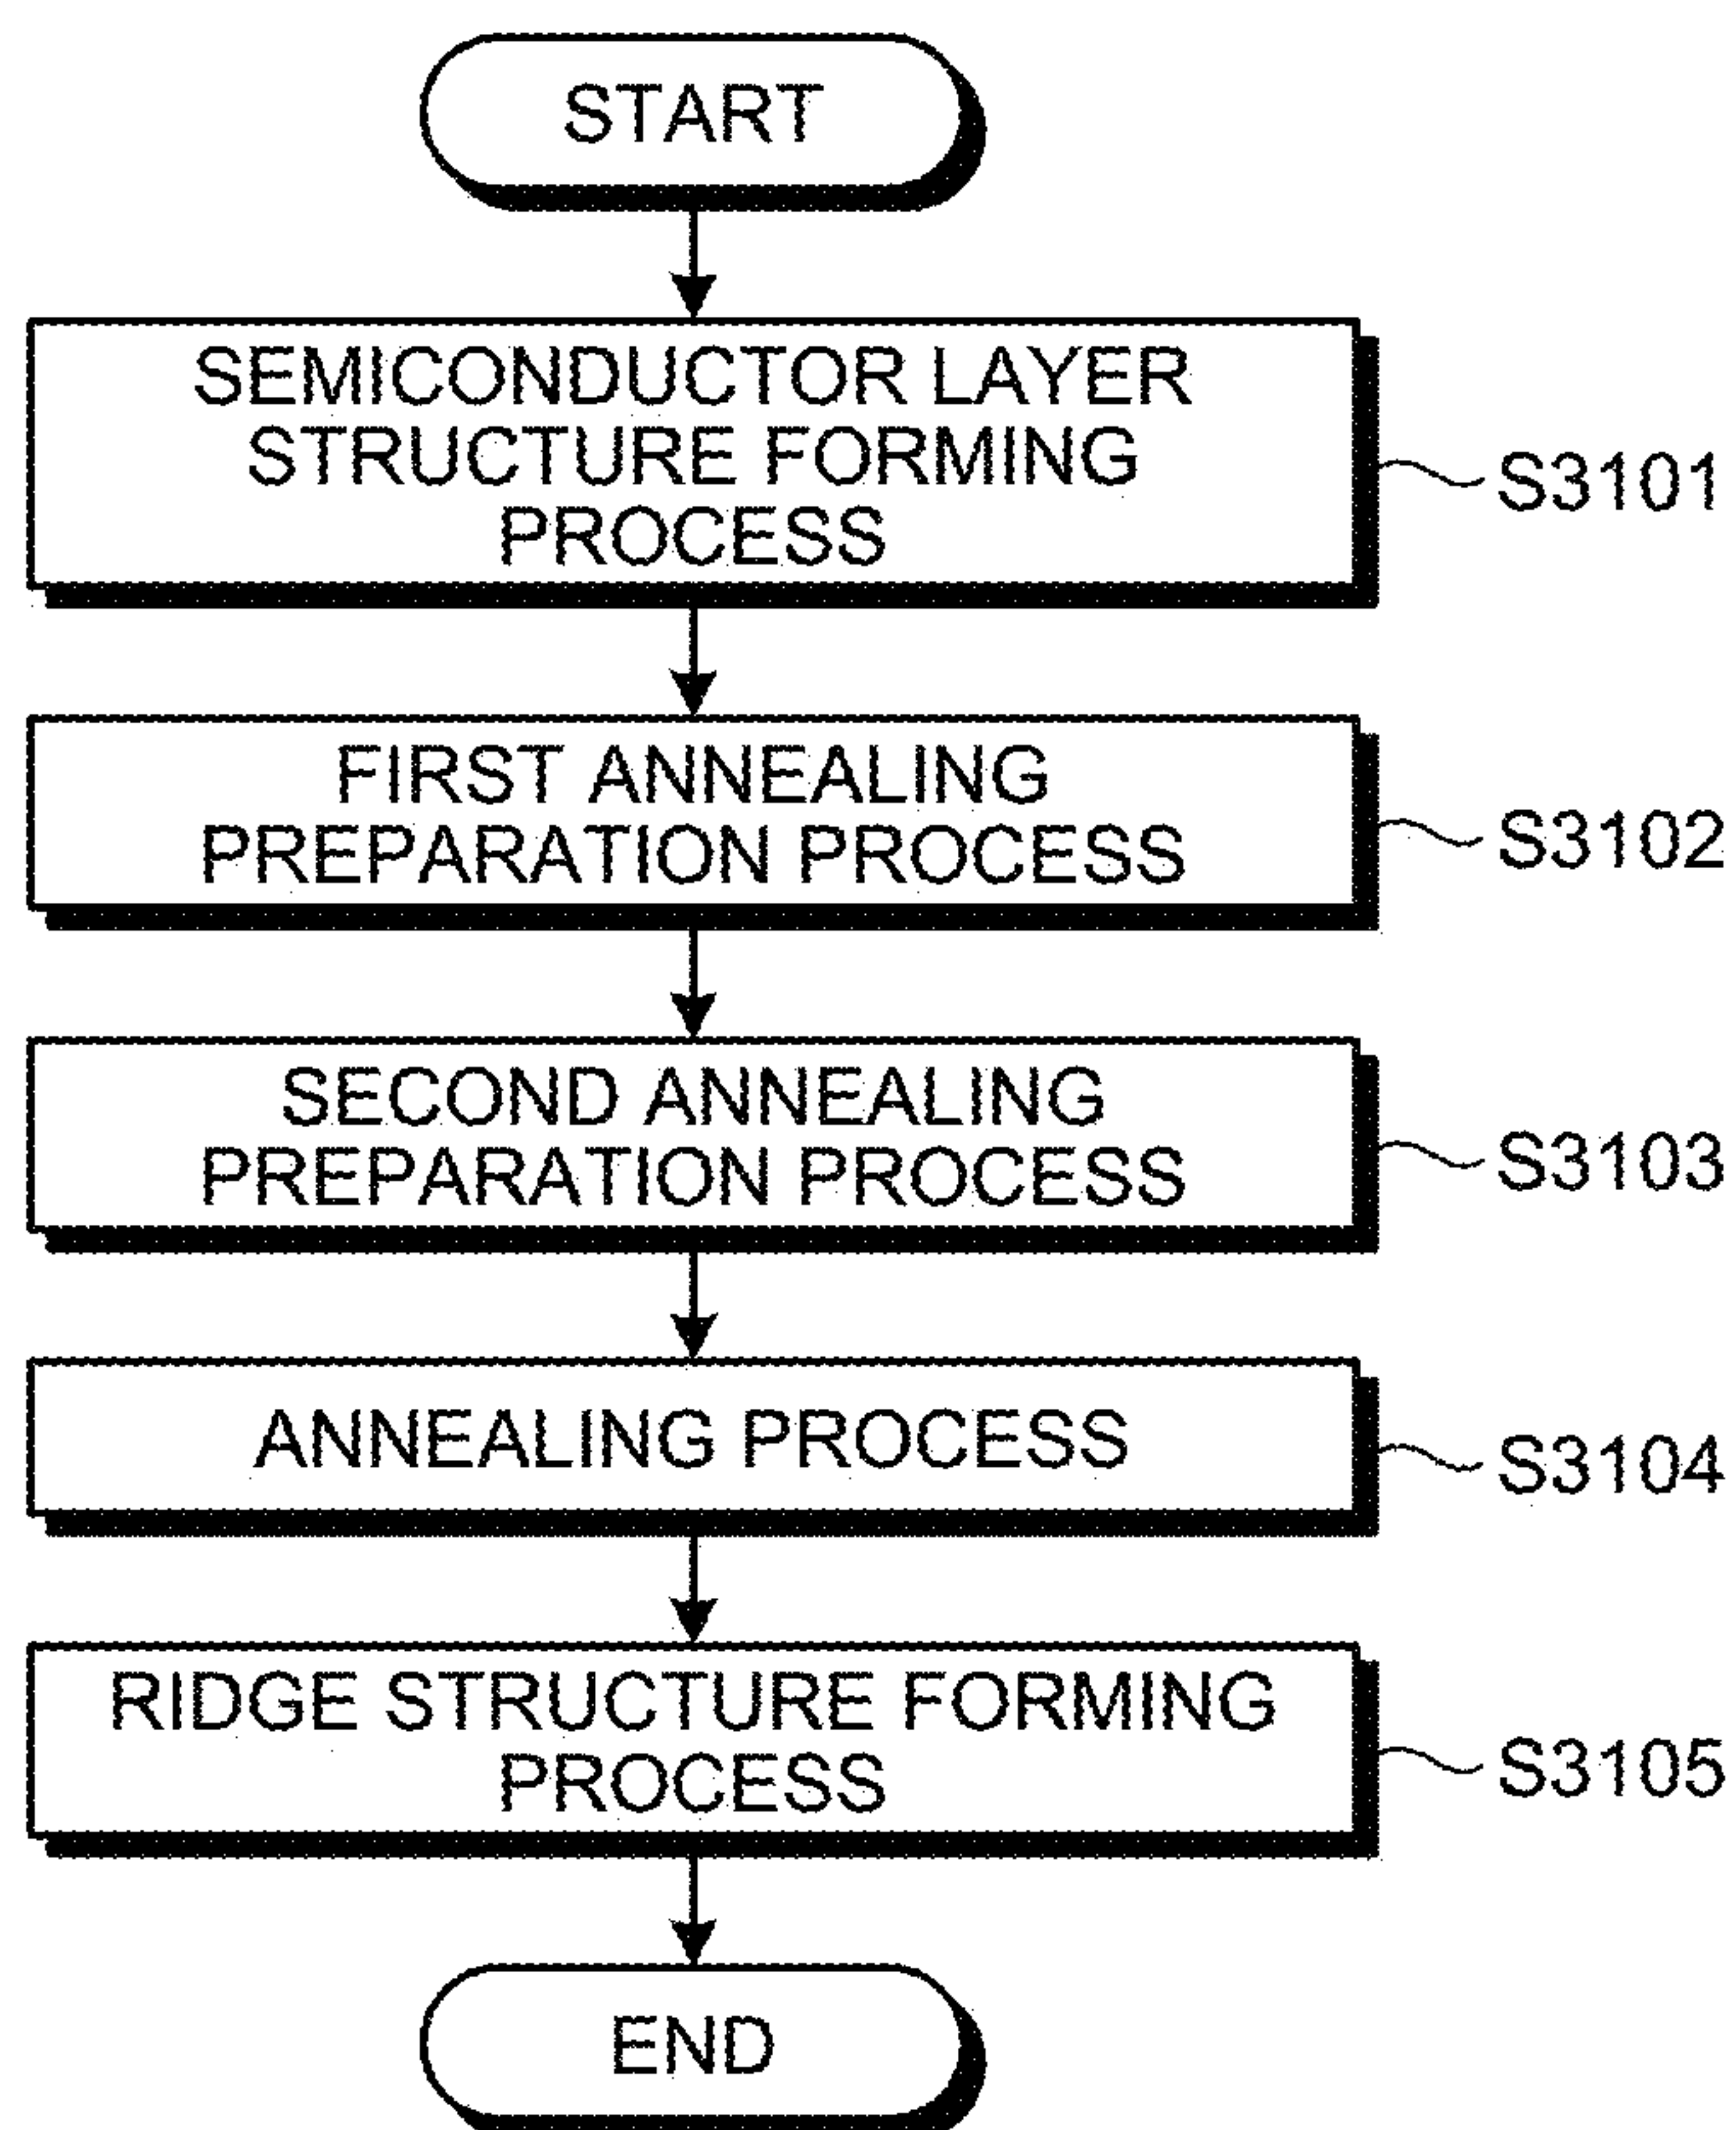 START
SEMICONDUCTOR LAYER
STRUCTURE FORMING
PROCESS
S3101
FIRST ANNEALING
PREPARATION PROCESS
S3102
SECOND ANNEALING
PREPARATION PROCESS
S3103
ANNEALING PROCESS
S3104
RIDGE STRUCTURE FORMING
PROCESS
S3105
END